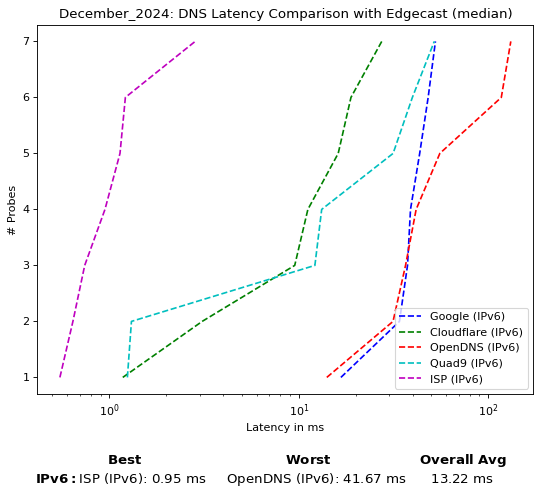 December_2024: DNS Latency Comparison with Edgecast (median)
7
6
5
4
3
2
1
# Probes
Google (IPv6)
Cloudflare (IPv6)
OpenDNS (IPv6)
Quad9 (IPv6)
ISP (IPv6)
10⁰ 10¹ 10²
Latency in ms
Best Worst Overall Avg
IPv6: ISP (IPv6): 0.95 ms OpenDNS (IPv6): 41.67 ms 13.22 ms